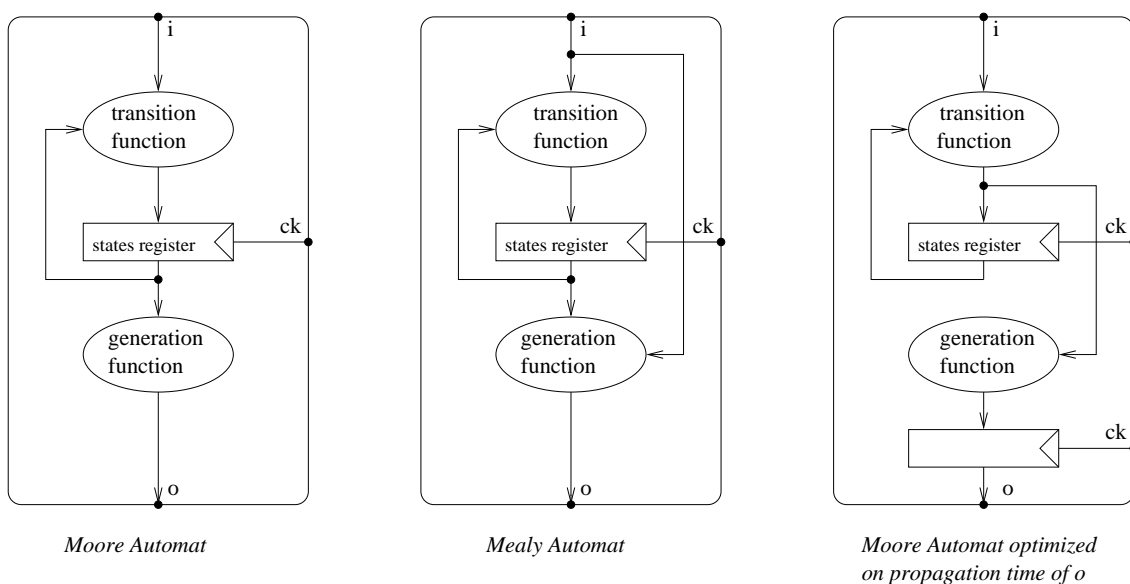 i
transition
function
ck
states register
generation
function
o
Moore Automat
i
transition
function
ck
states register
generation
function
o
Mealy Automat
i
transition
function
ck
states register
generation
function
ck
o
Moore Automat optimized
on propagation time of o